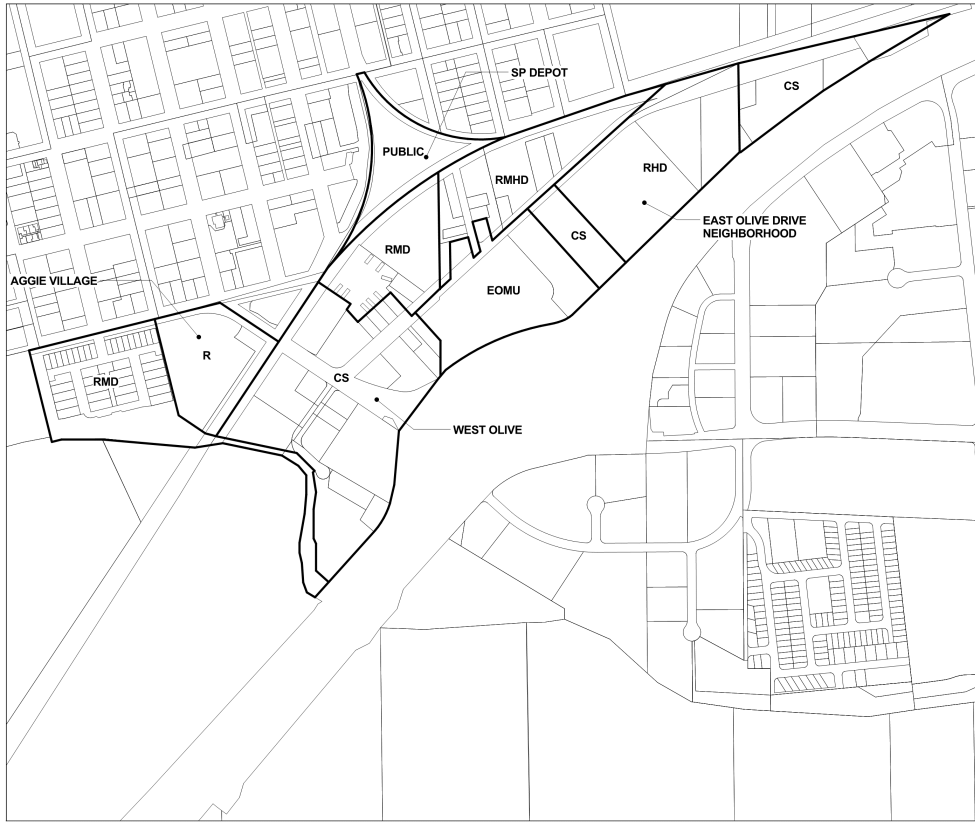 SP DEPOT
CS
PUBLIC
RMHD
RHD
EAST OLIVE DRIVE
NEIGHBORHOOD
CS
RMD
AGGIE VILLAGE
EOMU
R
RMD
CS
WEST OLIVE